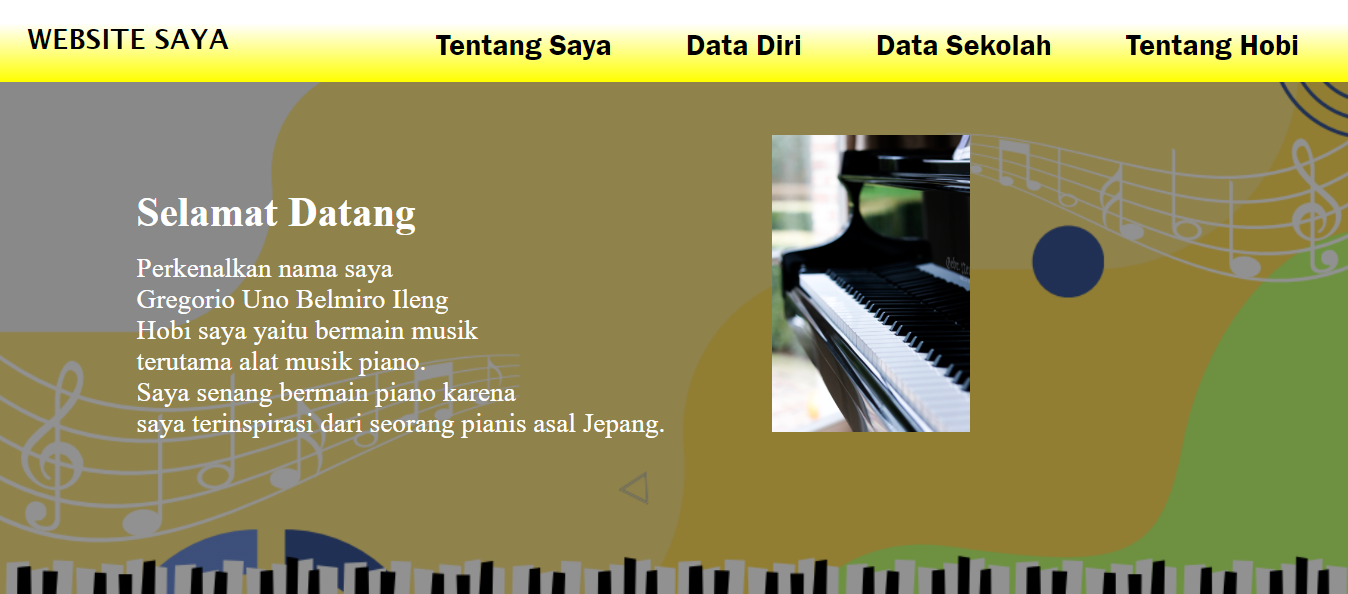 WEBSITE SAYA
Tentang Saya
Data Diri
Data Sekolah
Tentang Hobi
Selamat Datang
Perkenalkan nama saya
Gregorio Uno Belmiro Ileng
Hobi saya yaitu bermain musik
terutama alat musik piano.
Saya senang bermain piano karena
saya terinspirasi dari seorang pianis asal Jepang.